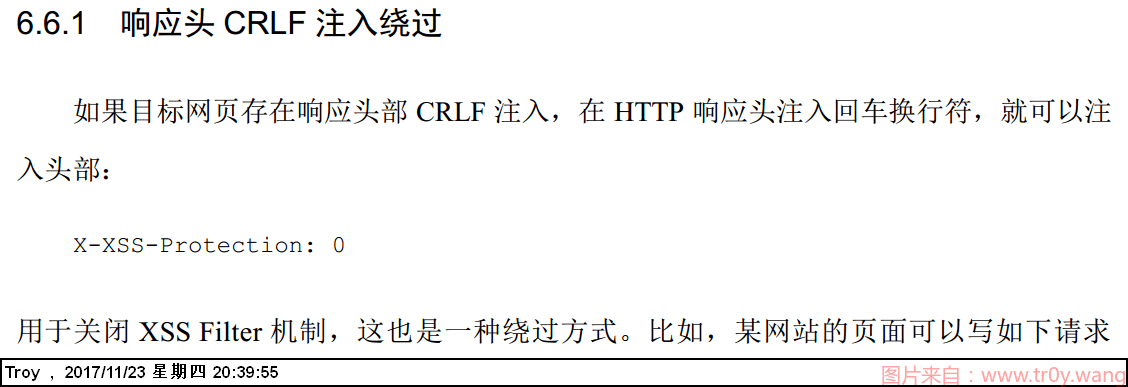 6.6.1 响应头 CRLF 注入绕过
如果目标网页存在响应头部 CRLF 注入，在 HTTP 响应头注入回车换行符，就可以注
入头部：
X-XSS-Protection: 0
用于关闭 XSS Filter 机制，这也是一种绕过方式。比如，某网站的页面可以写如下请求
Troy , 2017/11/23 星期四 20:39:55
图片来自：www.tr0y.wang